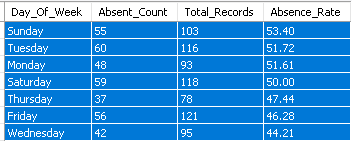 Day_Of_Week Absent_Count Total_Records Absence_Rate
Sunday 55 103 53.40
Tuesday 60 116 51.72
Monday 48 93 51.61
Saturday 59 118 50.00
Thursday 37 78 47.44
Friday 56 121 46.28
Wednesday 42 95 44.21